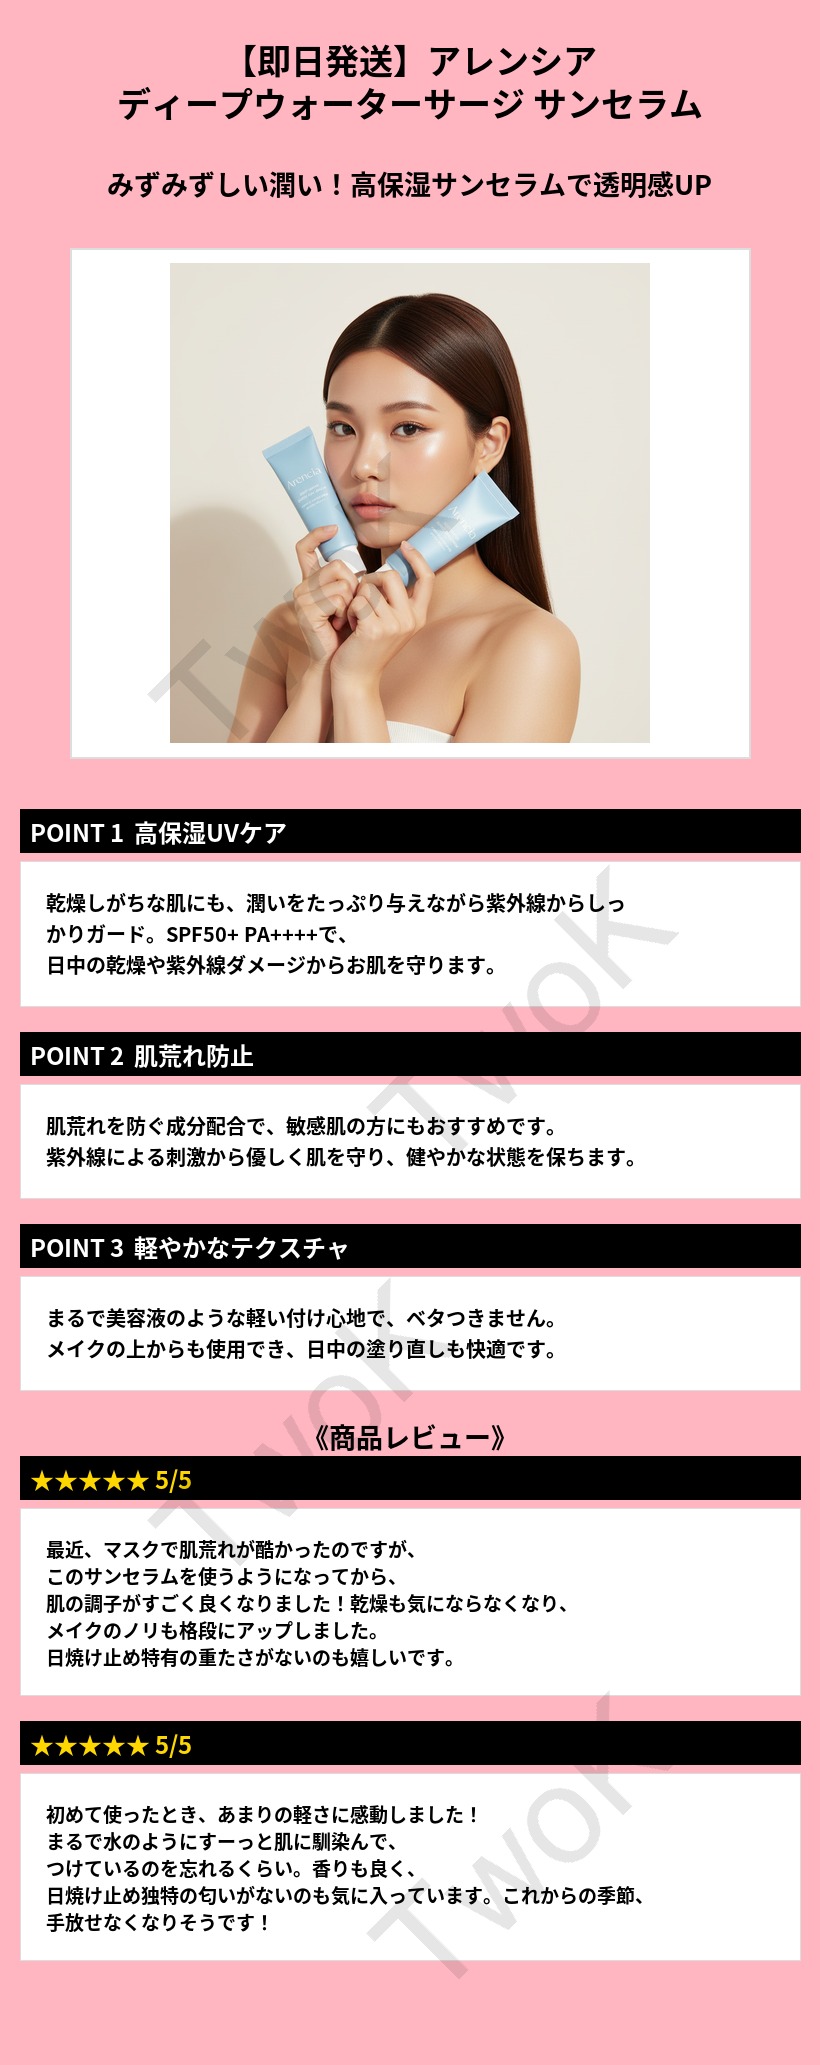 【即日発送】アレンシア
ディープウォーターサージ サンセラム
みずみずしい潤い！高保湿サンセラムで透明感UP
Arencia
Arencia
TwoK
POINT 1 高保湿UVケア
乾燥しがちな肌にも、潤いをたっぷり与えながら紫外線からしっ
かりガード。SPF50+ PA++++で、
日中の乾燥や紫外線ダメージからお肌を守ります。
TwoK
POINT 2 肌荒れ防止
肌荒れを防ぐ成分配合で、敏感肌の方にもおすすめです。
紫外線による刺激から優しく肌を守り、健やかな状態を保ちます。
POINT 3 軽やかなテクスチャ
まるで美容液のような軽い付け心地で、ベタつきません。
メイクの上からも使用でき、日中の塗り直しも快適です。
TwoK
《商品レビュー》
★★★★★ 5/5
最近、マスクで肌荒れが酷かったのですが、
このサンセラムを使うようになってから、
肌の調子がすごく良くなりました！乾燥も気にならなくなり、
メイクのノリも格段にアップしました。
日焼け止め特有の重たさがないのも嬉しいです。
★★★★★ 5/5
初めて使ったとき、あまりの軽さに感動しました！
まるで水のようにすーっと肌に馴染んで、
つけているのを忘れるくらい。香りも良く、
日焼け止め独特の匂いがないのも気に入っています。これからの季節、
手放せなくなりそうです！
TwoK